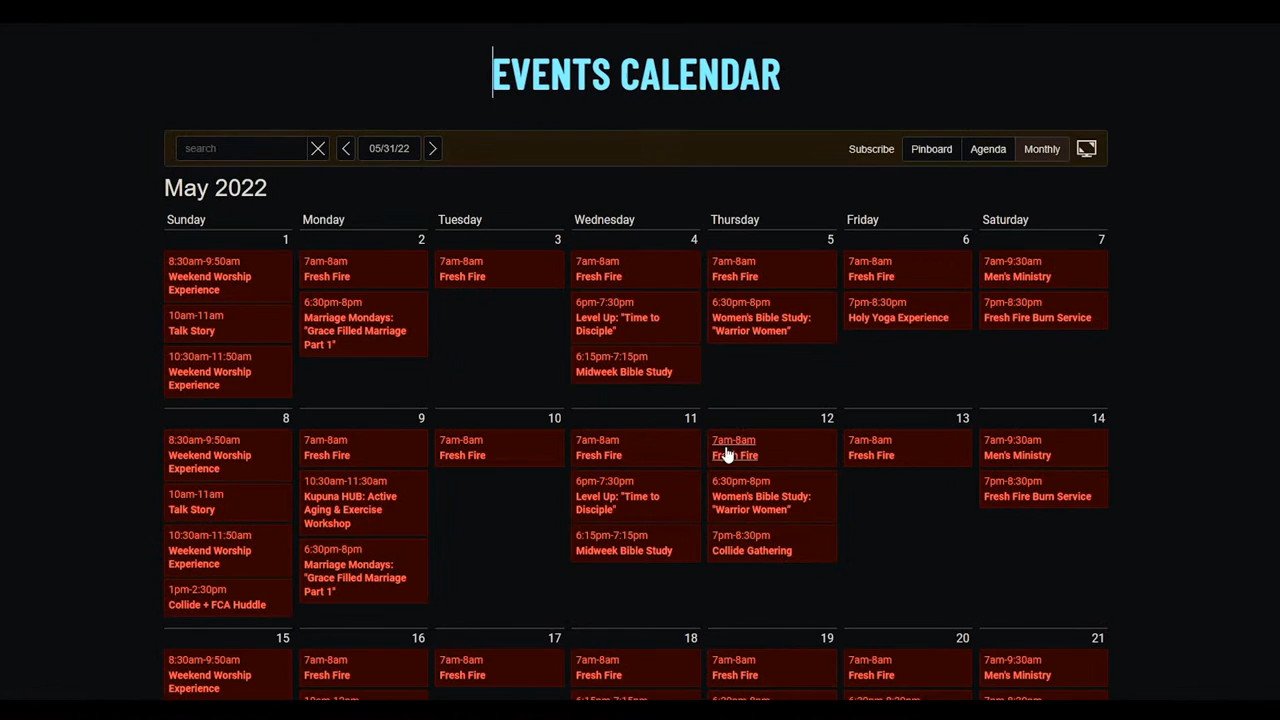 EVENTS CALENDAR
search
05/31/22
Subscribe
Pinboard
Agenda
Monthly
May 2022
Sunday Monday Tuesday Wednesday Thursday Friday Saturday
1
8:30am-9:50am
Weekend Worship
Experience
10am-11am
Talk Story
10:30am-11:50am
Weekend Worship
Experience
2
7am-8am
Fresh Fire
6:30pm-8pm
Marriage Mondays:
"Grace Filled Marriage
Part 1"
3
7am-8am
Fresh Fire
4
7am-8am
Fresh Fire
6pm-7:30pm
Level Up: "Time to
Disciple"
6:15pm-7:15pm
Midweek Bible Study
5
7am-8am
Fresh Fire
6:30pm-8pm
Women's Bible Study:
"Warrior Women"
6
7am-8am
Fresh Fire
7pm-8:30pm
Holy Yoga Experience
7
7am-9:30am
Men's Ministry
7pm-8:30pm
Fresh Fire Burn Service
8
8:30am-9:50am
Weekend Worship
Experience
10am-11am
Talk Story
10:30am-11:50am
Weekend Worship
Experience
1pm-2:30pm
Collide + FCA Huddle
9
7am-8am
Fresh Fire
10:30am-11:30am
Kupuna HUB: Active
Aging & Exercise
Workshop
6:30pm-8pm
Marriage Mondays:
"Grace Filled Marriage
Part 1"
10
7am-8am
Fresh Fire
11
7am-8am
Fresh Fire
6pm-7:30pm
Level Up: "Time to
Disciple"
6:15pm-7:15pm
Midweek Bible Study
12
7am-8am
Fresh Fire
6:30pm-8pm
Women's Bible Study:
"Warrior Women"
7pm-8:30pm
Collide Gathering
13
7am-8am
Fresh Fire
14
7am-9:30am
Men's Ministry
7pm-8:30pm
Fresh Fire Burn Service
15
8:30am-9:50am
Weekend Worship
Experience
16
7am-8am
Fresh Fire
17
7am-8am
Fresh Fire
18
7am-8am
Fresh Fire
19
7am-8am
Fresh Fire
20
7am-8am
Fresh Fire
21
7am-9:30am
Men's Ministry